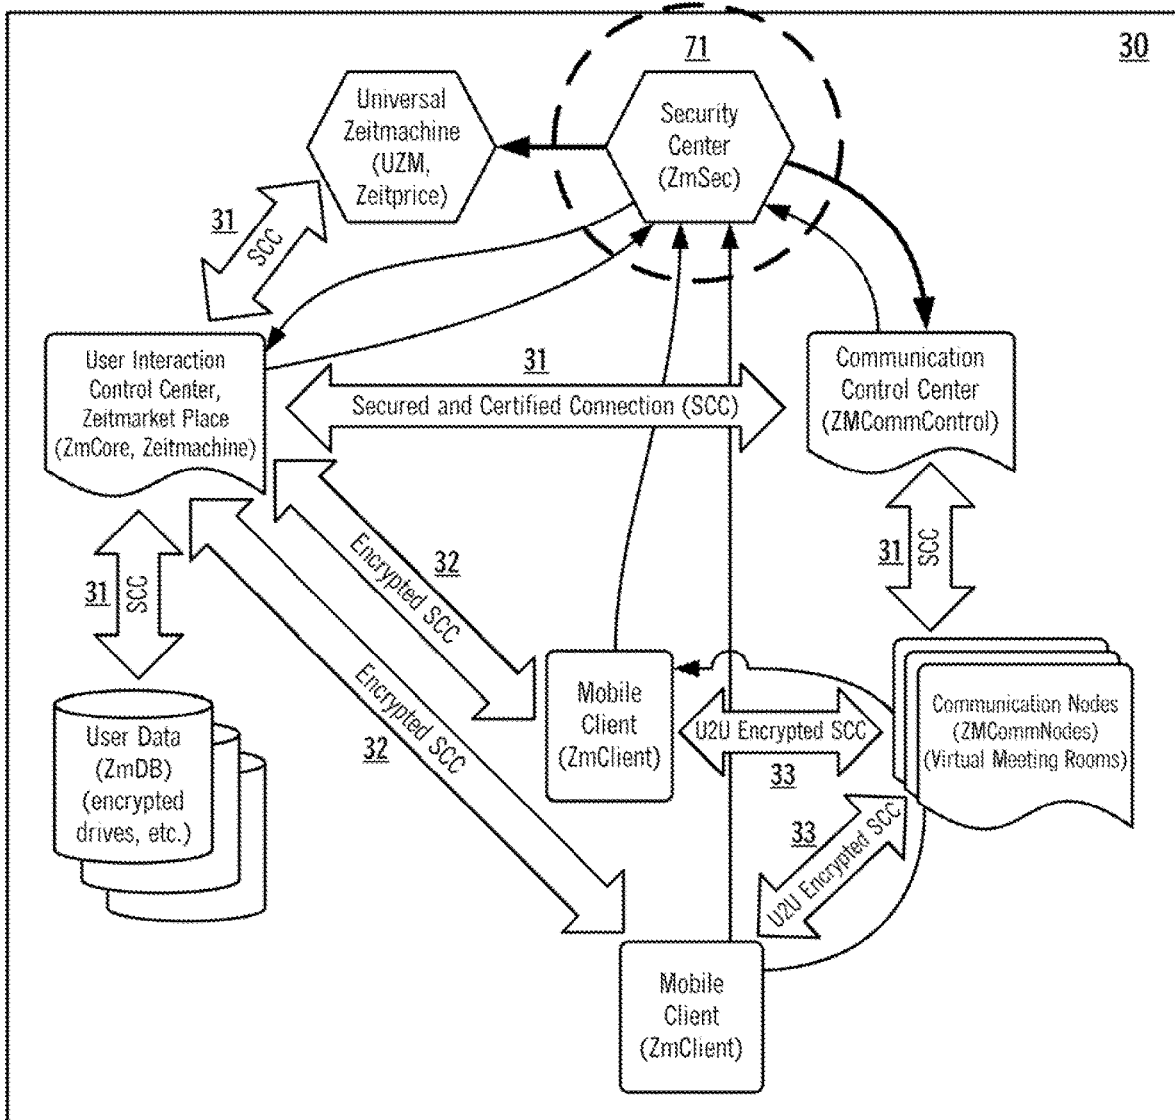 30
71
Universal
Zeitmachine
(UZM,
Zeitprice)
Security
Center
(ZmSec)
31
SCC
User Interaction
Control Center,
Zeitmarket Place
(ZmCore, Zeitmachine)
31
Secured and Certified Connection (SCC)
Communication
Control Center
(ZMCommControl)
31
SCC
32
Encrypted SCC
31
SCC
Encrypted SCC
32
User Data
(ZmDB)
(encrypted
drives, etc.)
Mobile
Client
(ZmClient)
U2U Encrypted SCC
33
Communication Nodes
(ZMCommNodes)
(Virtual Meeting Rooms)
33
U2U Encrypted SCC
Mobile
Client
(ZmClient)